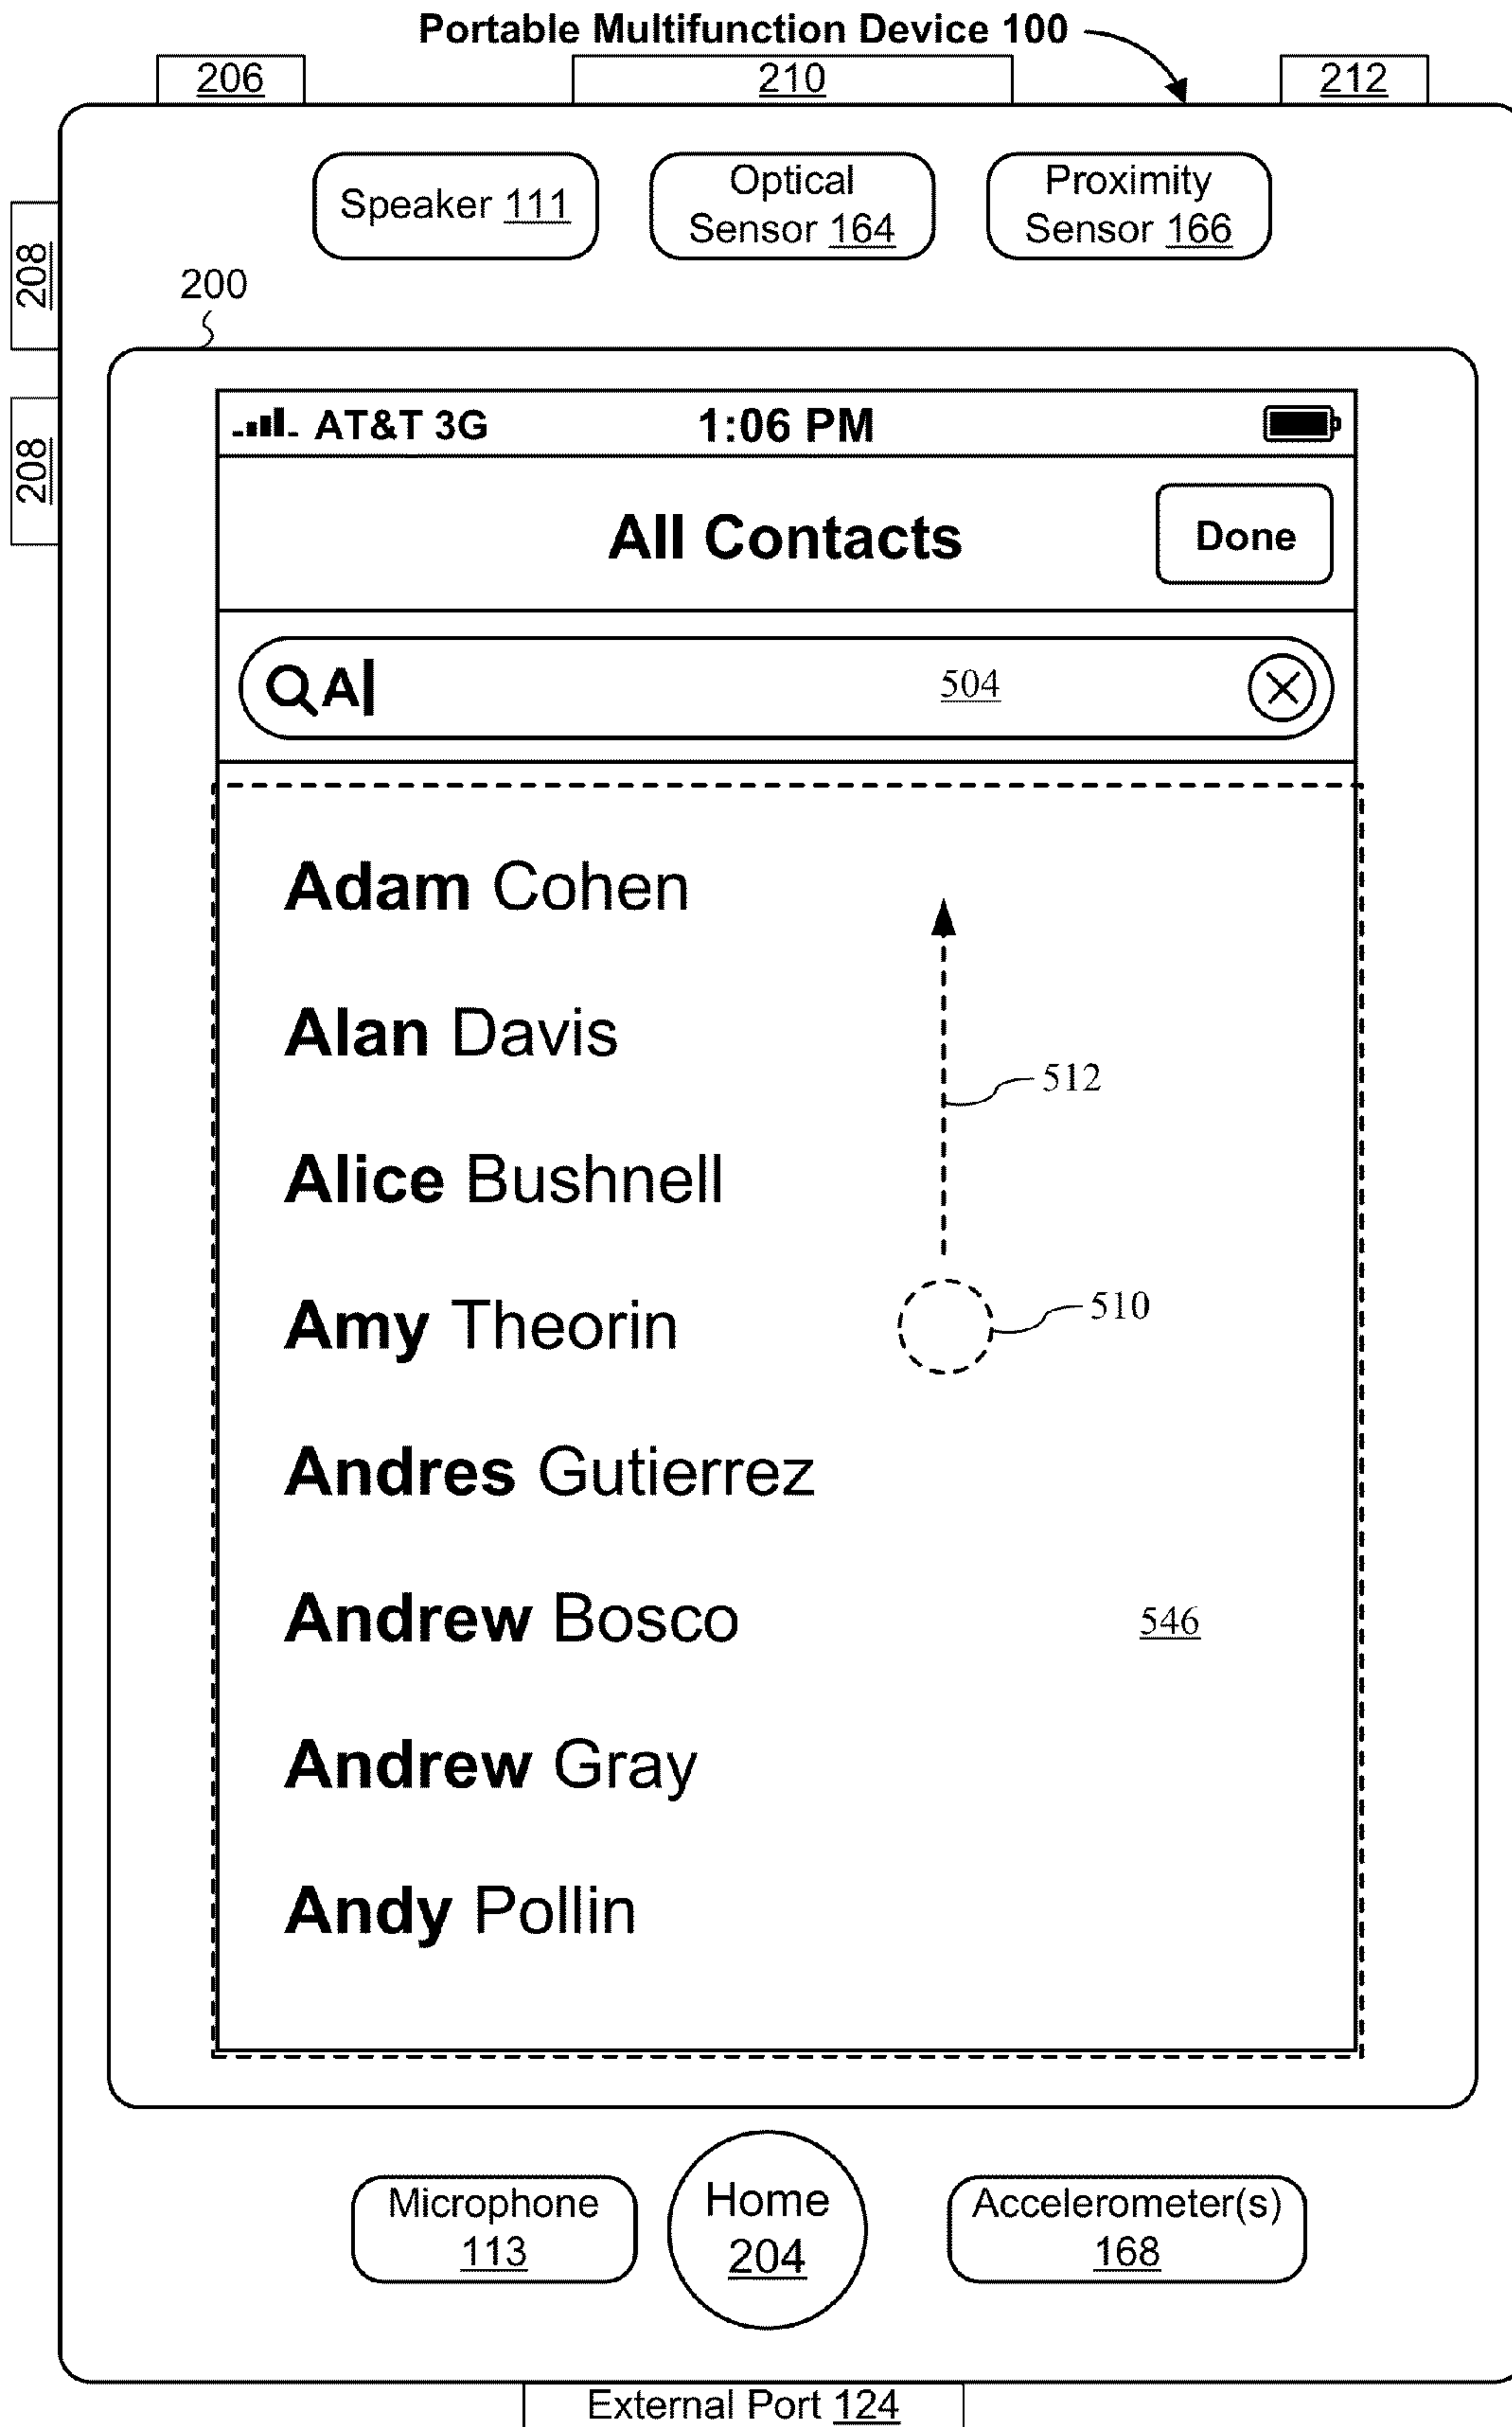 Portable Multifunction Device 100
206
210
212
Speaker 111
Optical
Sensor 164
Proximity
Sensor 166
208
200
208
AT&T 3G
1:06 PM
All Contacts
Done
A
504
Adam Cohen
Alan Davis
512
Alice Bushnell
Amy Theorin
510
Andres Gutierrez
Andrew Bosco
546
Andrew Gray
Andy Pollin
Microphone
113
Home
204
Accelerometer(s)
168
External Port 124